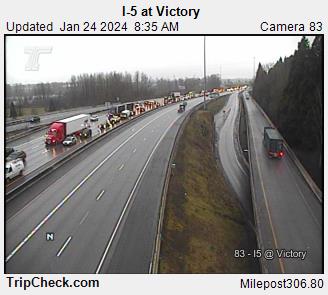 I-5 at Victory
Updated Jan 24 2024 8:35 AM Camera 83
N
83 - I5 @ Victory
TripCheck.com Milepost306.80